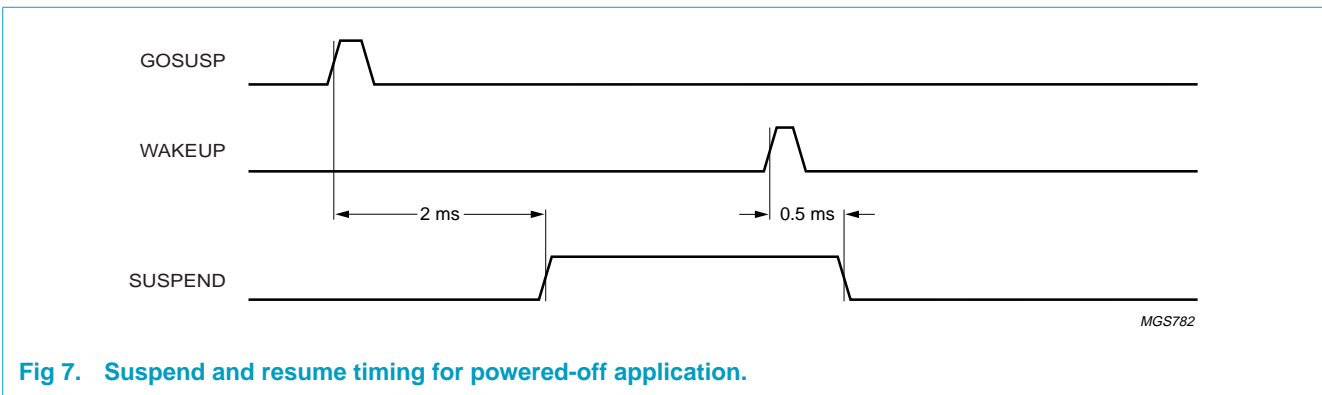 GOSUSP
WAKEUP
2 ms
0.5 ms
SUSPEND
MGS782
Fig 7. Suspend and resume timing for powered-off application.